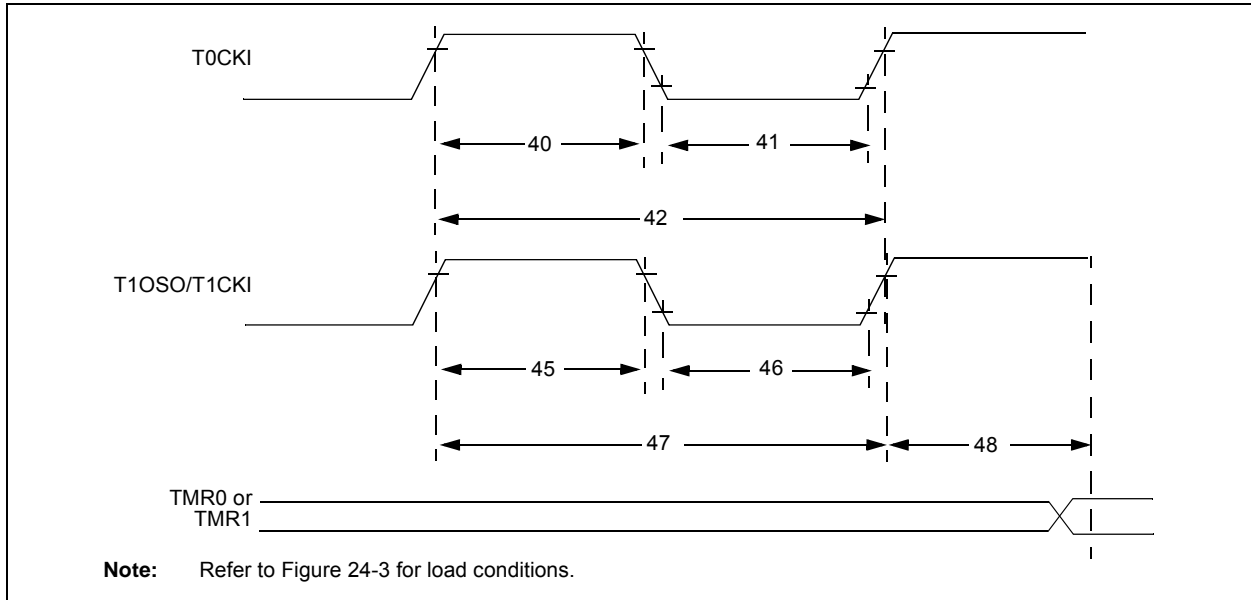 T0CKI
40
41
42
T1OSO/T1CKI
45
46
47
48
TMR0 or
TMR1
Note: Refer to Figure 24-3 for load conditions.